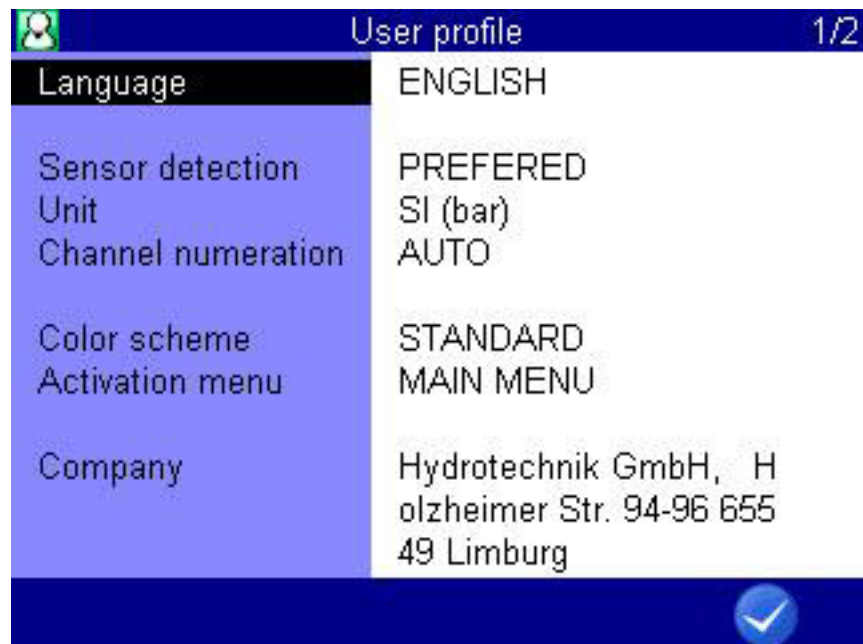 User profile 1/2
Language ENGLISH
Sensor detection PREFERED
Unit SI (bar)
Channel numeration AUTO
Color scheme STANDARD
Activation menu MAIN MENU
Company Hydrotechnik GmbH, H
olzheimer Str. 94-96 655
49 Limburg